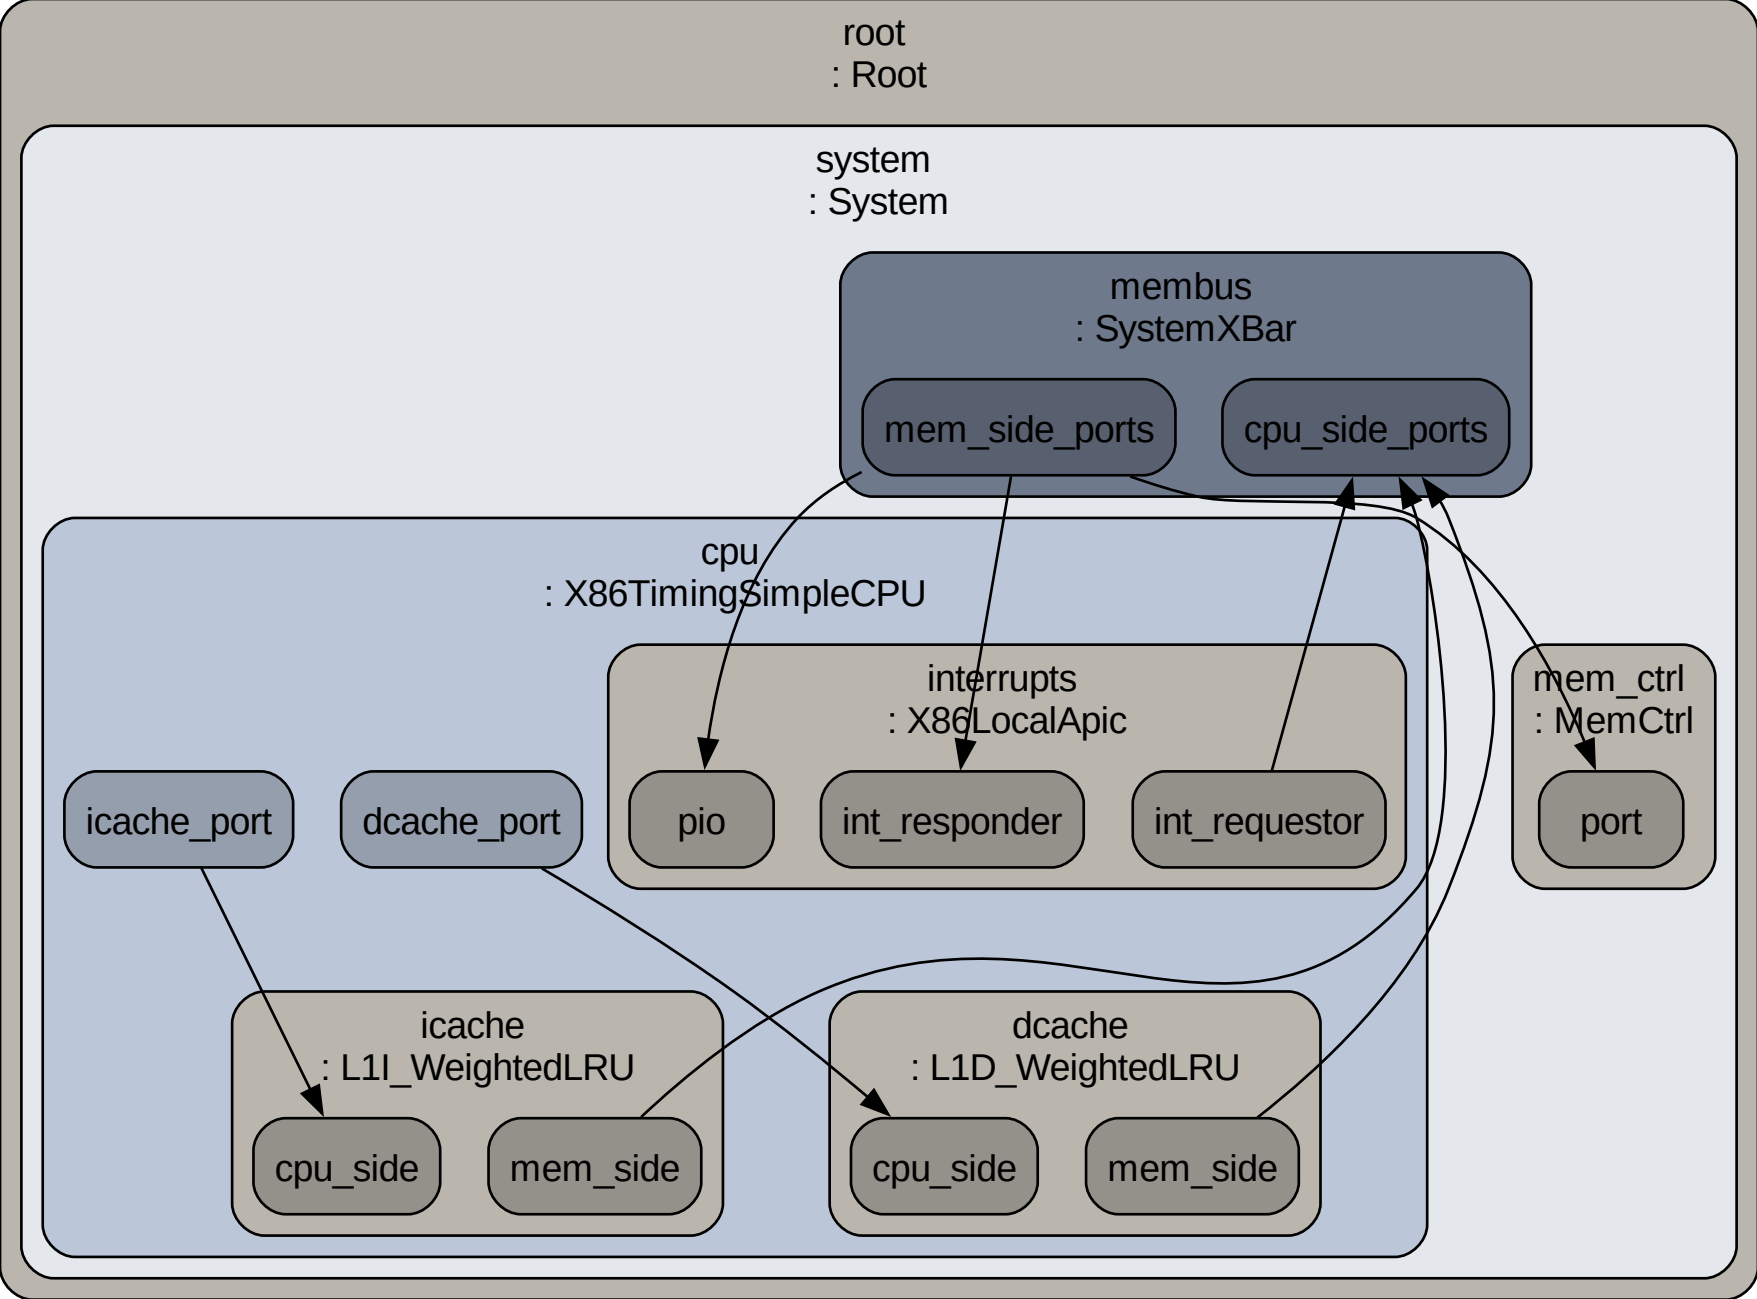 root
: Root
system
: System
membus
: SystemXBar
mem_side_ports
cpu_side_ports
cpu
: X86TimingSimpleCPU
interrupts
: X86LocalApic
mem_ctrl
: MemCtrl
icache_port
dcache_port
pio
int_responder
int_requestor
port
icache
: L1I_WeightedLRU
dcache
: L1D_WeightedLRU
cpu_side
mem_side
cpu_side
mem_side